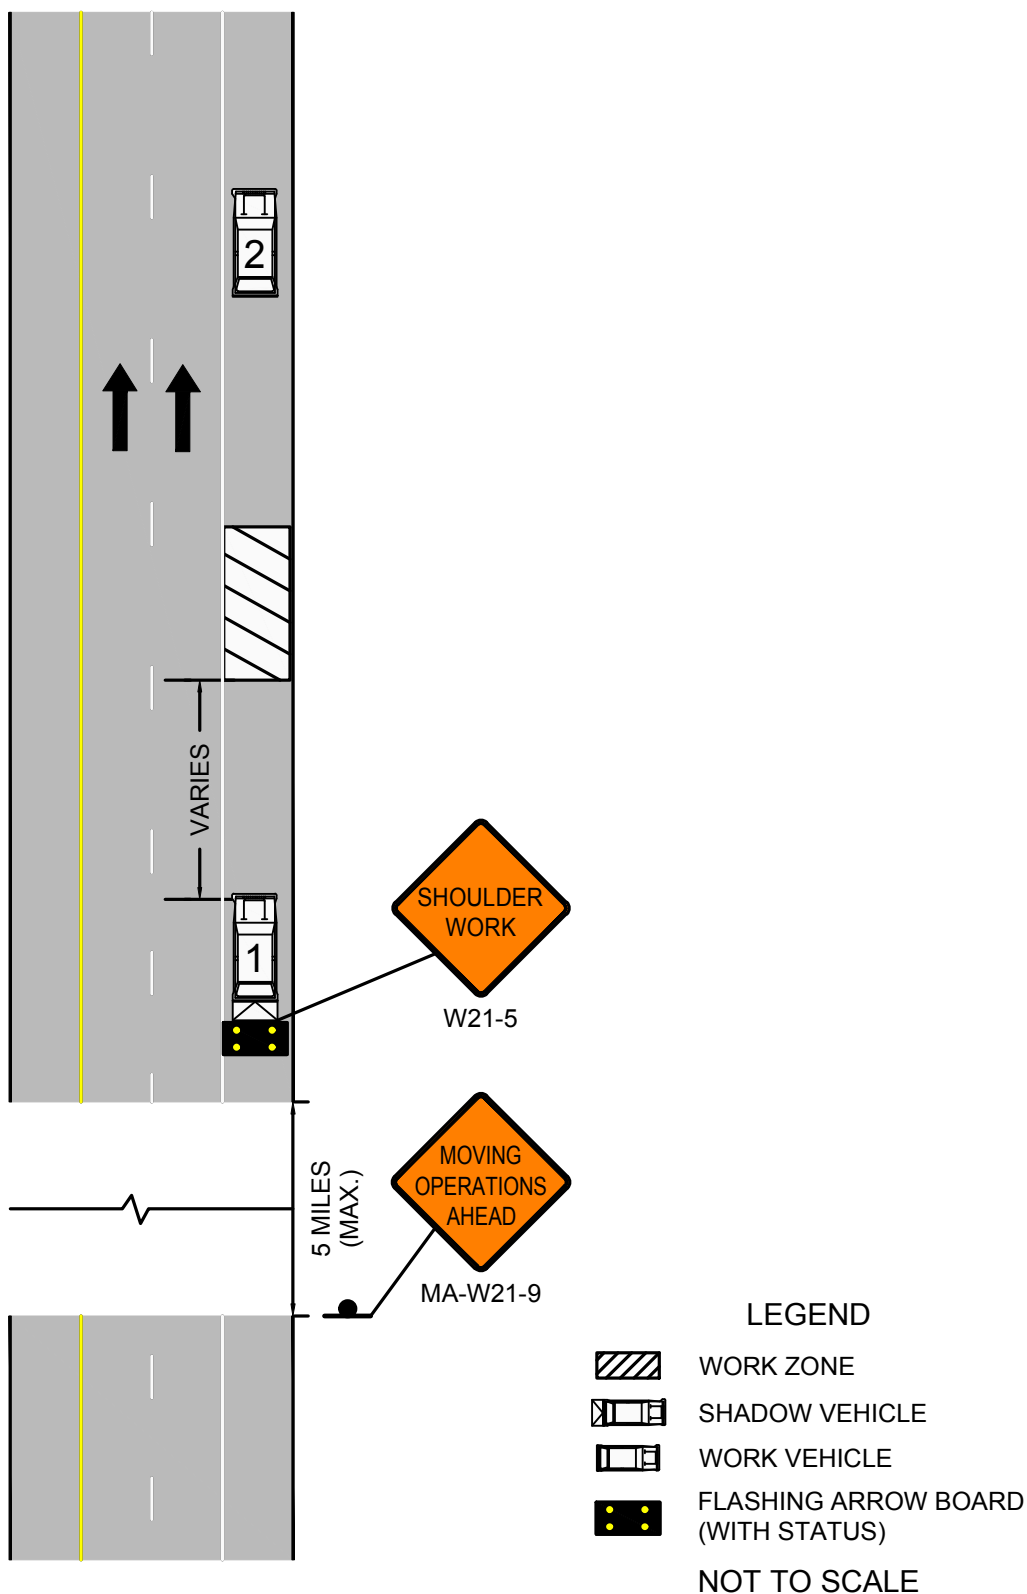 2
VARIES
SHOULDER
WORK
W21-5
1
MOVING
OPERATIONS
AHEAD
MA-W21-9
5 MILES
(MAX.)
LEGEND
WORK ZONE
SHADOW VEHICLE
WORK VEHICLE
FLASHING ARROW BOARD
(WITH STATUS)
NOT TO SCALE